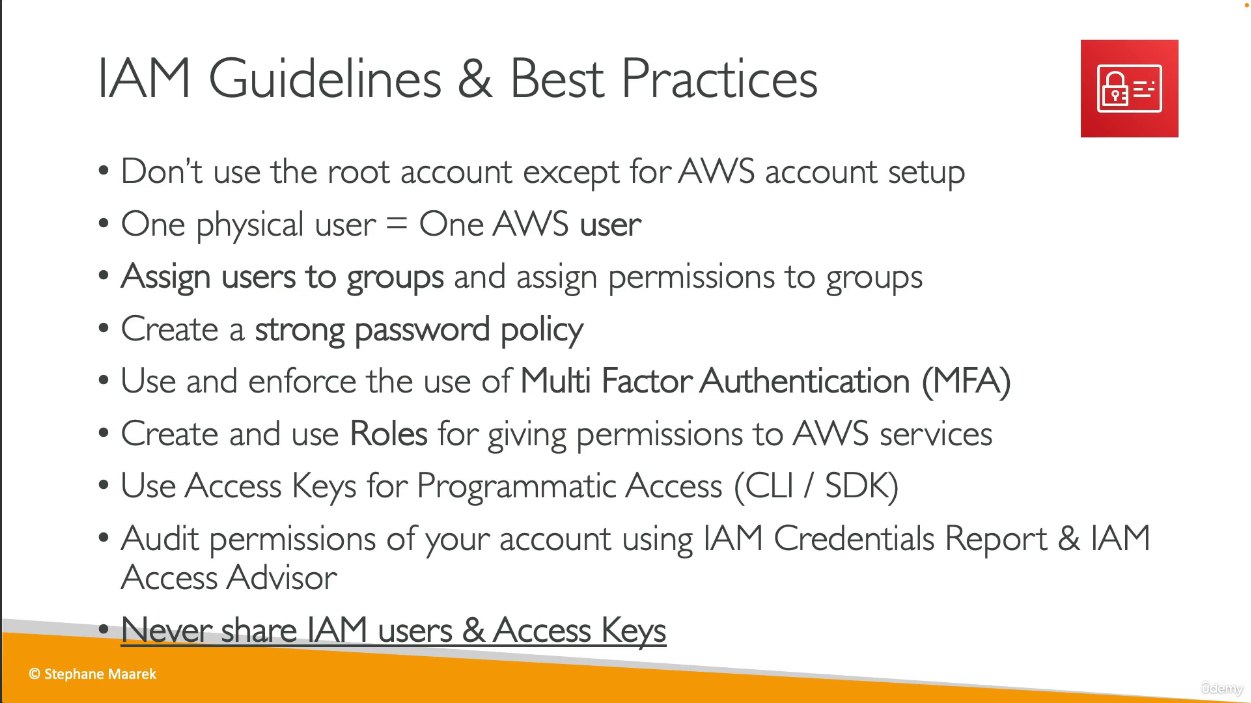 IAM Guidelines & Best Practices
• Don’t use the root account except for AWS account setup
• One physical user = One AWS user
• Assign users to groups and assign permissions to groups
• Create a strong password policy
• Use and enforce the use of Multi Factor Authentication (MFA)
• Create and use Roles for giving permissions to AWS services
• Use Access Keys for Programmatic Access (CLI / SDK)
• Audit permissions of your account using IAM Credentials Report & IAM
Access Advisor
• Never share IAM users & Access Keys
© Stephane Maarek
ûdemy